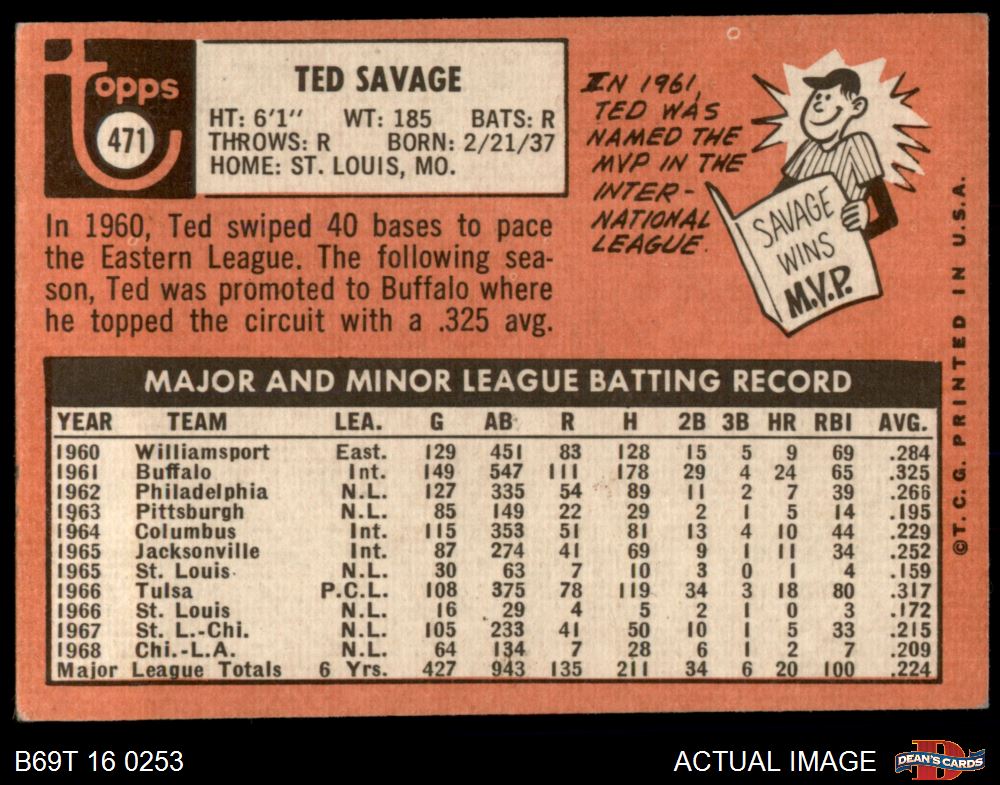 topps
471
TED SAVAGE
HT: 6'1" WT: 185 BATS: R
THROWS: R BORN: 2/21/37
HOME: ST. LOUIS, MO.
In 1960, Ted swiped 40 bases to pace
the Eastern League. The following sea-
son, Ted was promoted to Buffalo where
he topped the circuit with a .325 avg.
IN 1961,
TED WAS
NAMED THE
MVP IN THE
INTER-
NATIONAL
LEAGUE.
SAVAGE
WINS
M.V.P.
MAJOR AND MINOR LEAGUE BATTING RECORD
YEAR TEAM LEA. G AB R H 2B 3B HR RBI AVG.
1960 Williamsport East. 129 451 83 128 15 5 9 69 .284
1961 Buffalo Int. 149 547 111 178 29 4 24 65 .325
1962 Philadelphia N.L. 127 335 54 89 11 2 7 39 .266
1963 Pittsburgh N.L. 85 149 22 29 2 1 5 14 .195
1964 Columbus Int. 115 353 51 81 13 4 10 44 .229
1965 Jacksonville Int. 87 274 41 69 9 1 11 34 .252
1965 St. Louis N.L. 30 63 7 10 3 0 1 4 .159
1966 Tulsa P.C.L. 108 375 78 119 34 3 18 80 .317
1966 St. Louis N.L. 16 29 4 5 2 1 0 3 .172
1967 St. L.-Chi. N.L. 105 233 41 50 10 1 5 33 .215
1968 Chi.-L.A. N.L. 64 134 7 28 6 1 2 7 .209
Major League Totals 6 Yrs. 427 943 135 211 34 6 20 100 .224
©T.C.G. PRINTED IN U.S.A.
B69T 16 0253
ACTUAL IMAGE
D
DEAN'S CARDS